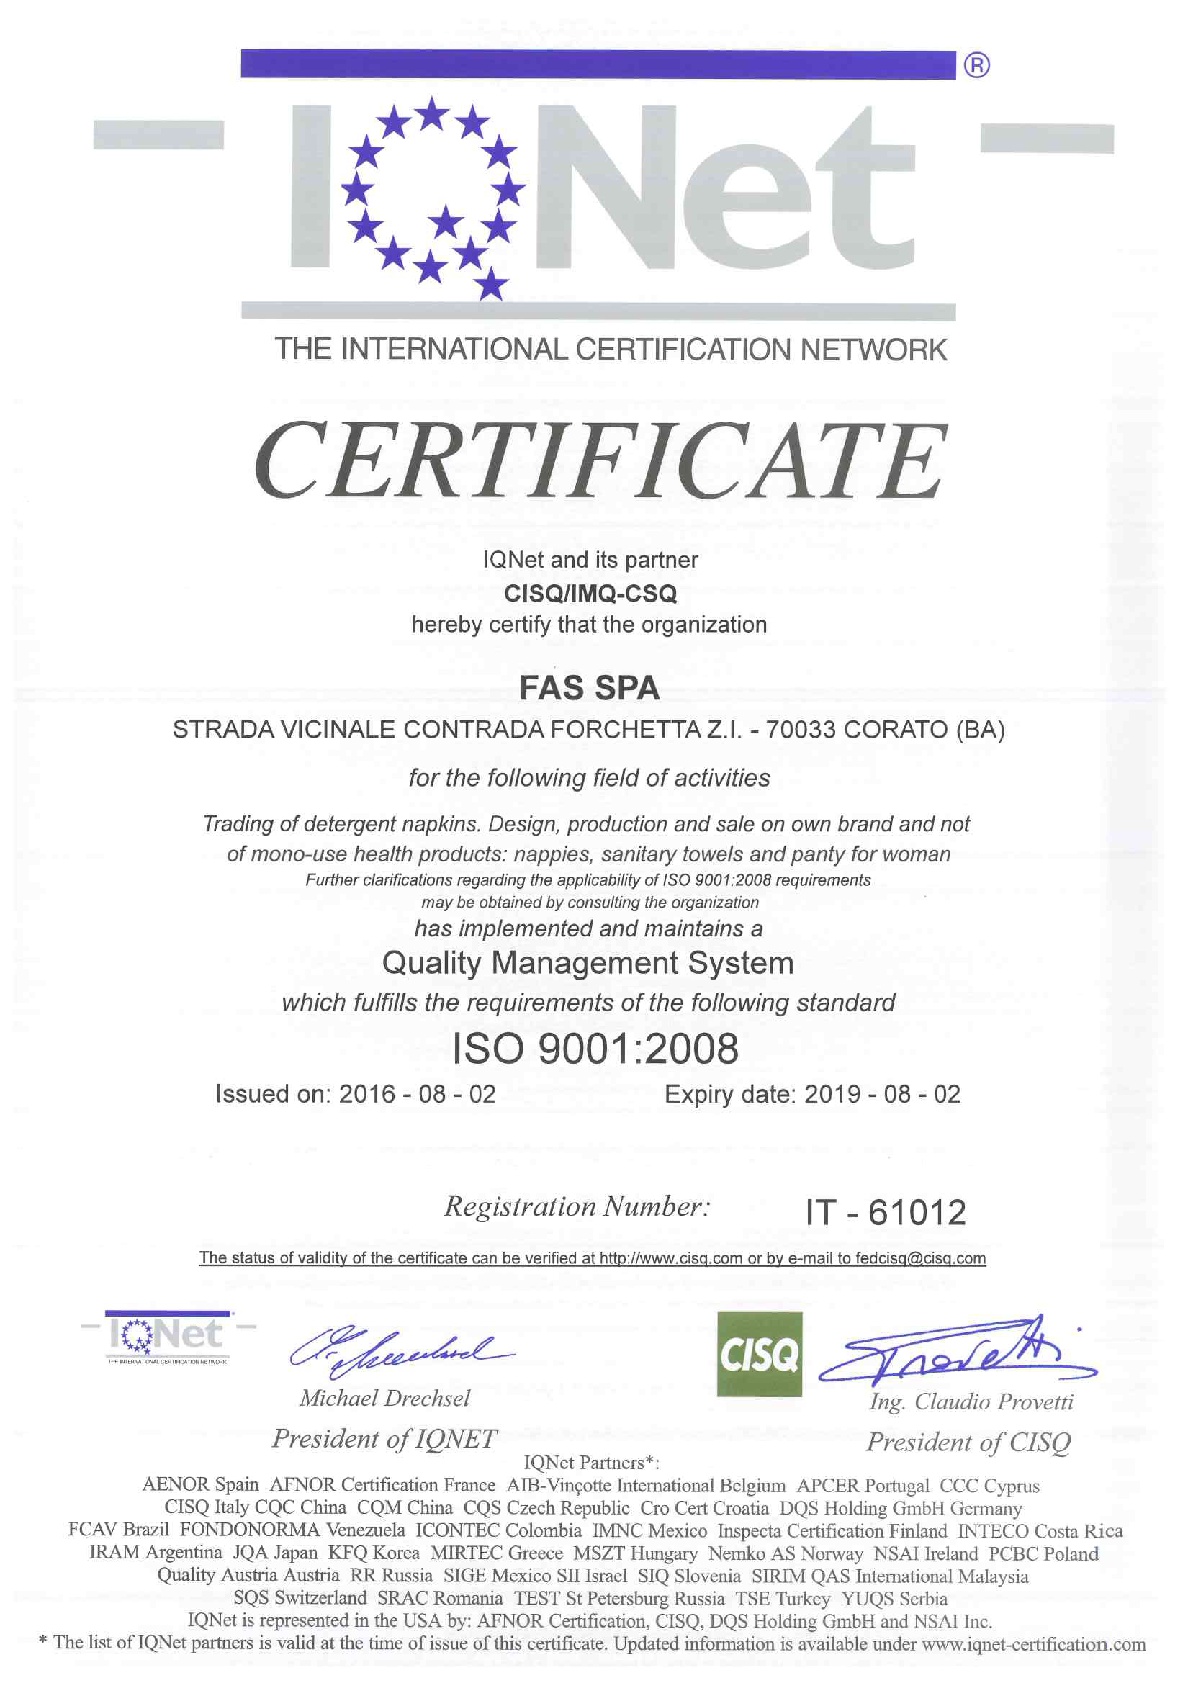 IQNet ®
THE INTERNATIONAL CERTIFICATION NETWORK
CERTIFICATE
IQNet and its partner
CISQ/IMQ-CSQ
hereby certify that the organization
FAS SPA
STRADA VICINALE CONTRADA FORCHETTA Z.I. - 70033 CORATO (BA)
for the following field of activities
Trading of detergent napkins. Design, production and sale on own brand and not
of mono-use health products: nappies, sanitary towels and panty for woman
Further clarifications regarding the applicability of ISO 9001:2008 requirements
may be obtained by consulting the organization
has implemented and maintains a
Quality Management System
which fulfills the requirements of the following standard
ISO 9001:2008
Issued on: 2016 - 08 - 02 Expiry date: 2019 - 08 - 02
Registration Number: IT - 61012
The status of validity of the certificate can be verified at http://www.cisq.com or by e-mail to fedcisq@cisq.com
IQNet
THE INTERNATIONAL CERTIFICATION NETWORK
CISQ
Michael Drechsel
Ing. Claudio Provetti
President of IQNET
President of CISQ
IQNet Partners*:
AENOR Spain AFNOR Certification France AIB-Vinçotte International Belgium APCER Portugal CCC Cyprus
CISQ Italy CQC China CQM China CQS Czech Republic Cro Cert Croatia DQS Holding GmbH Germany
FCAV Brazil FONDONORMA Venezuela ICONTEC Colombia IMNC Mexico Inspecta Certification Finland INTECO Costa Rica
IRAM Argentina JQA Japan KFQ Korea MIRTEC Greece MSZT Hungary Nemko AS Norway NSAI Ireland PCBC Poland
Quality Austria Austria RR Russia SIGE Mexico SII Israel SIQ Slovenia SIRIM QAS International Malaysia
SQS Switzerland SRAC Romania TEST St Petersburg Russia TSE Turkey YUQS Serbia
IQNet is represented in the USA by: AFNOR Certification, CISQ, DQS Holding GmbH and NSAI Inc.
* The list of IQNet partners is valid at the time of issue of this certificate. Updated information is available under www.iqnet-certification.com